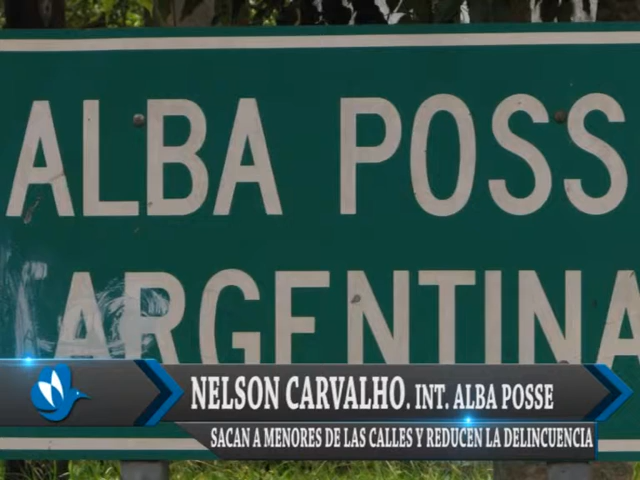 ALBA POSS
ARGENTINA
NELSON CARVALHO. INT. ALBA POSSE
SACAN A MENORES DE LAS CALLES Y REDUCEN LA DELINCUENCIA